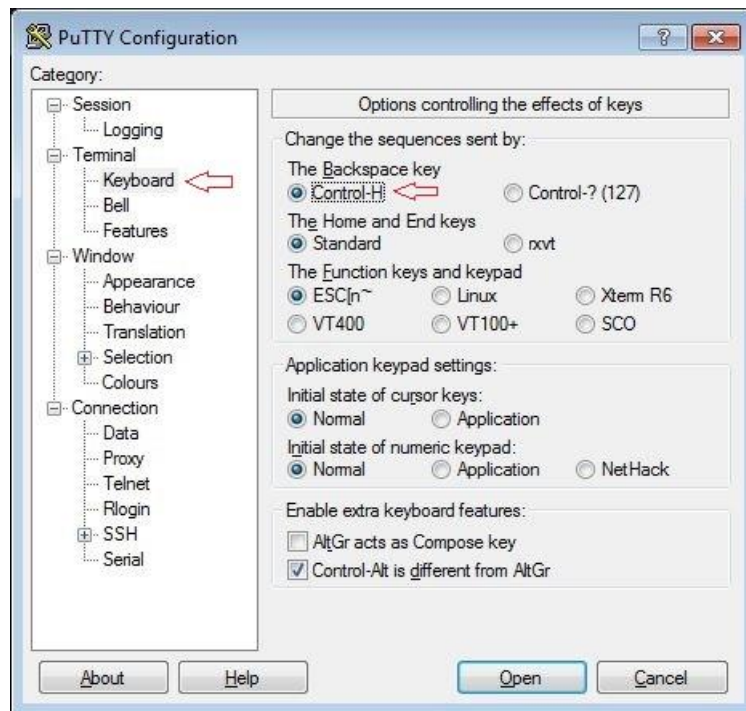 PuTTY Configuration
Category:
Session
Logging
Terminal
Keyboard
Bell
Features
Window
Appearance
Behaviour
Translation
Selection
Colours
Connection
Data
Proxy
Telnet
Rlogin
SSH
Serial
Options controlling the effects of keys
Change the sequences sent by:
The Backspace key
Control-H Control-? (127)
The Home and End keys
Standard rxvt
The Function keys and keypad
ESC[n~ Linux Xterm R6
VT400 VT100+ SCO
Application keypad settings:
Initial state of cursor keys:
Normal Application
Initial state of numeric keypad:
Normal Application NetHack
Enable extra keyboard features:
AltGr acts as Compose key
Control-Alt is different from AltGr
About Help Open Cancel